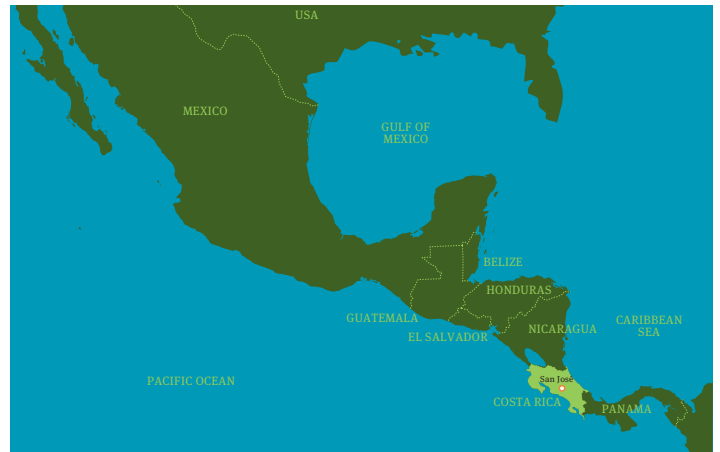 USA
MEXICO
GULF OF
MEXICO
BELIZE
HONDURAS
GUATEMALA
CARIBBEAN
SEA
EL SALVADOR
NICARAGUA
PACIFIC OCEAN
San José
COSTA RICA
PANAMA